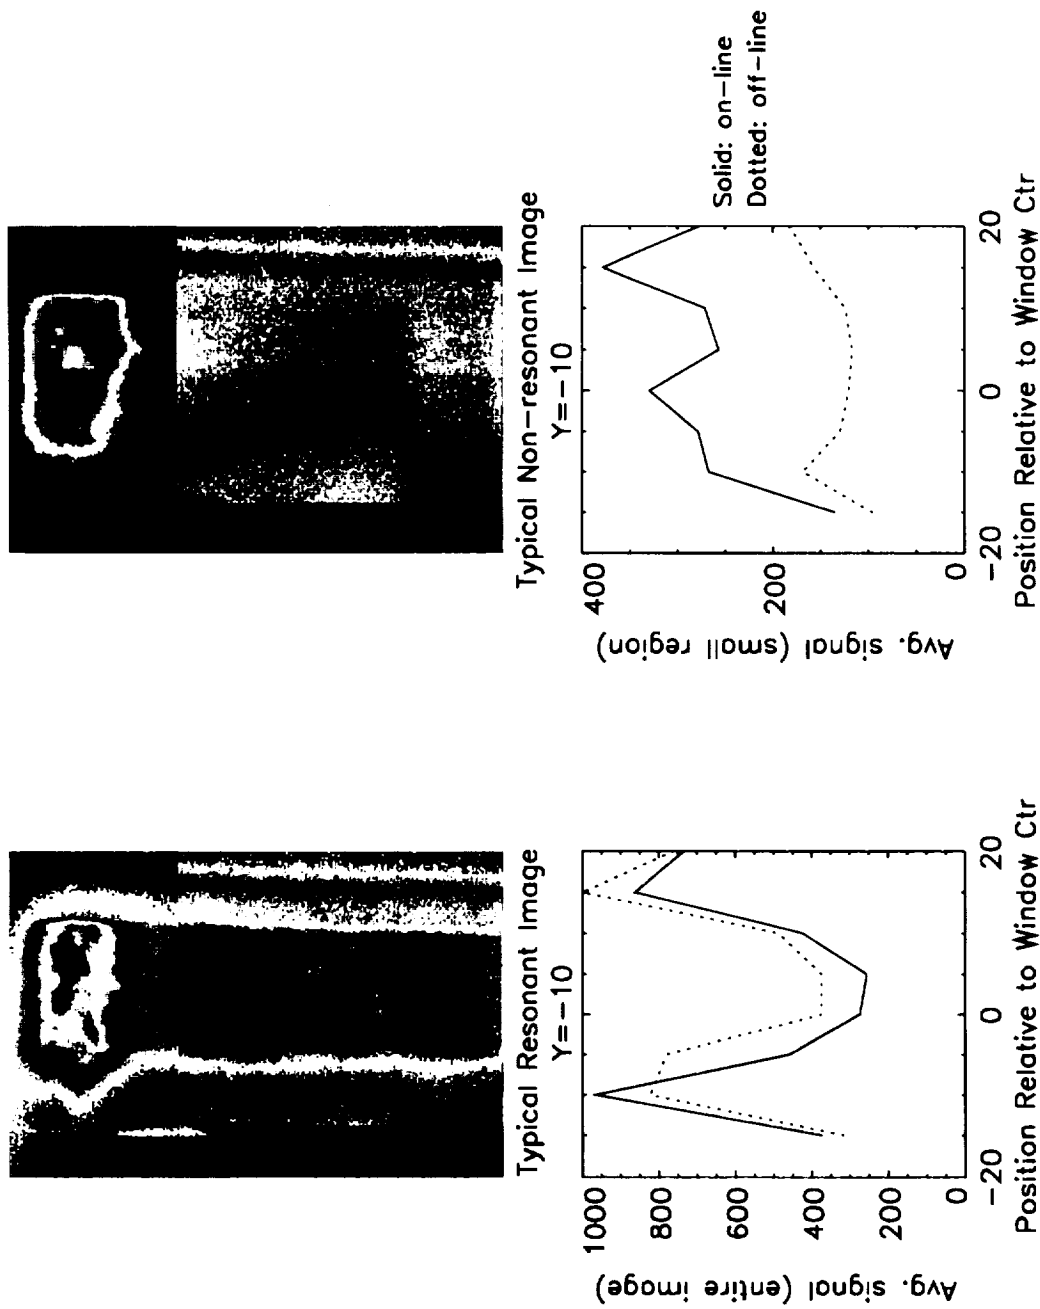 Typical Resonant Image
Typical Non-resonant Image
Y=-10
Avg. signal (entire image)
1000
800
600
400
200
0
-20
0
20
Position Relative to Window Ctr
Y=-10
Avg. signal (small region)
400
200
0
-20
0
20
Position Relative to Window Ctr
Solid: on-line
Dotted: off-line